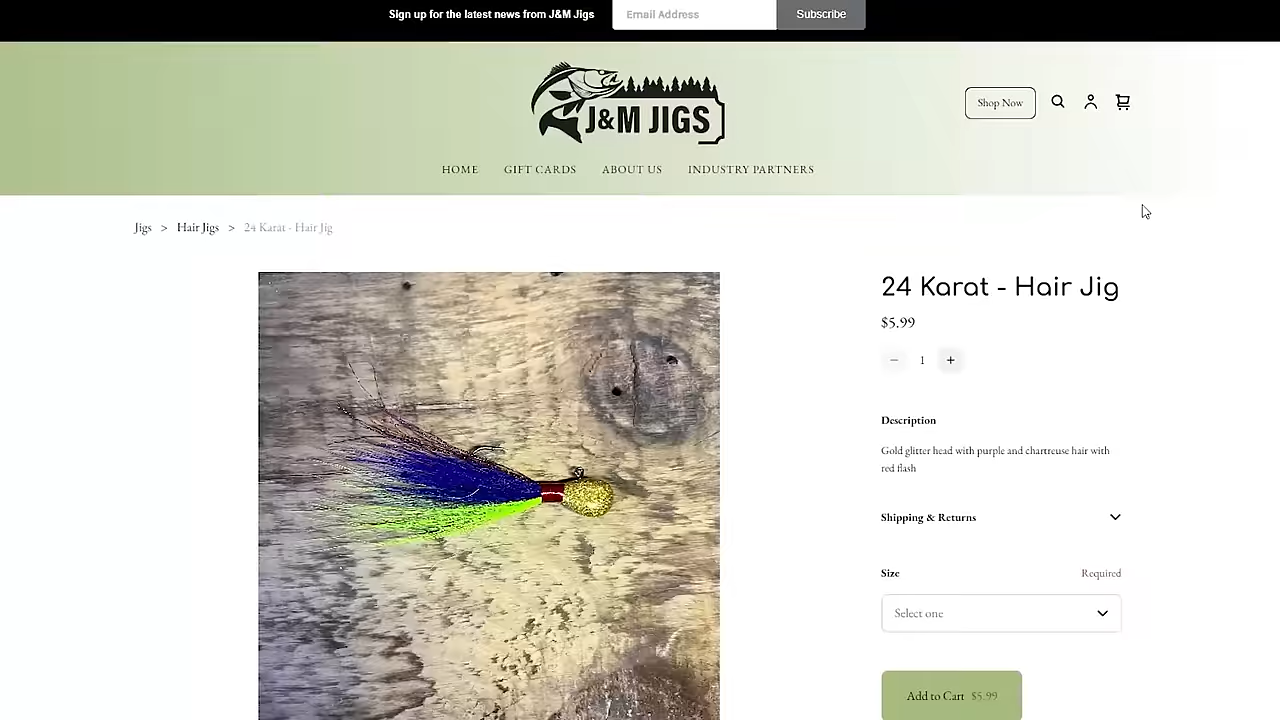 Sign up for the latest news from J&M Jigs
Email Address
Subscribe
J&M JIGS
Shop Now
HOME GIFT CARDS ABOUT US INDUSTRY PARTNERS
Jigs > Hair Jigs > 24 Karat - Hair Jig
24 Karat - Hair Jig
$5.99
− 1 +
Description
Gold glitter head with purple and chartreuse hair with
red flash
Shipping & Returns
Size Required
Select one
Add to Cart $5.99